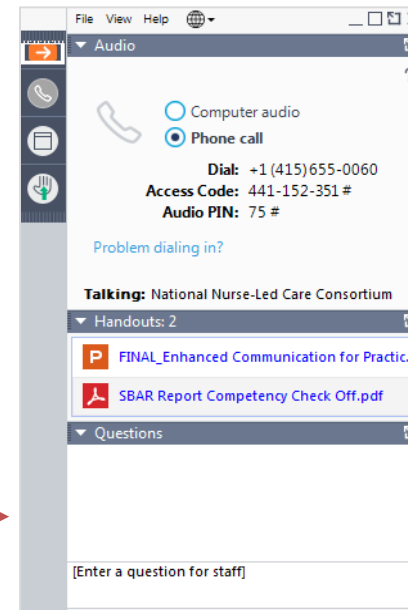 File View Help
Audio
Computer audio
Phone call
Dial: +1 (415) 655-0060
Access Code: 441-152-351 #
Audio PIN: 75 #
Problem dialing in?
Talking: National Nurse-Led Care Consortium
Handouts: 2
P FINAL_Enhanced Communication for Practic.
SBAR Report Competency Check Off.pdf
Questions
[Enter a question for staff]